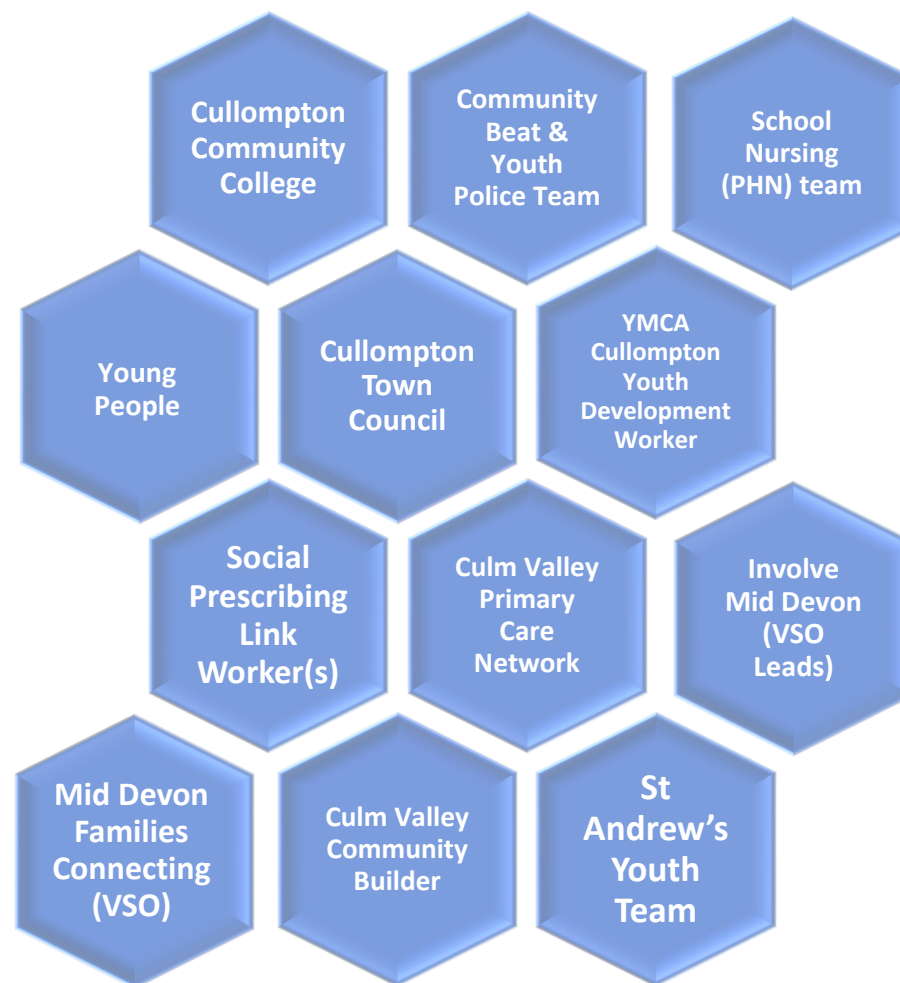 Cullompton
Community
College
Community
Beat &
Youth
Police Team
School
Nursing
(PHN) team
Young
People
Cullompton
Town
Council
YMCA
Cullompton
Youth
Development
Worker
Social
Prescribing
Link
Worker(s)
Culm Valley
Primary
Care
Network
Involve
Mid Devon
(VSO
Leads)
Mid Devon
Families
Connecting
(VSO)
Culm Valley
Community
Builder
St
Andrew’s
Youth
Team